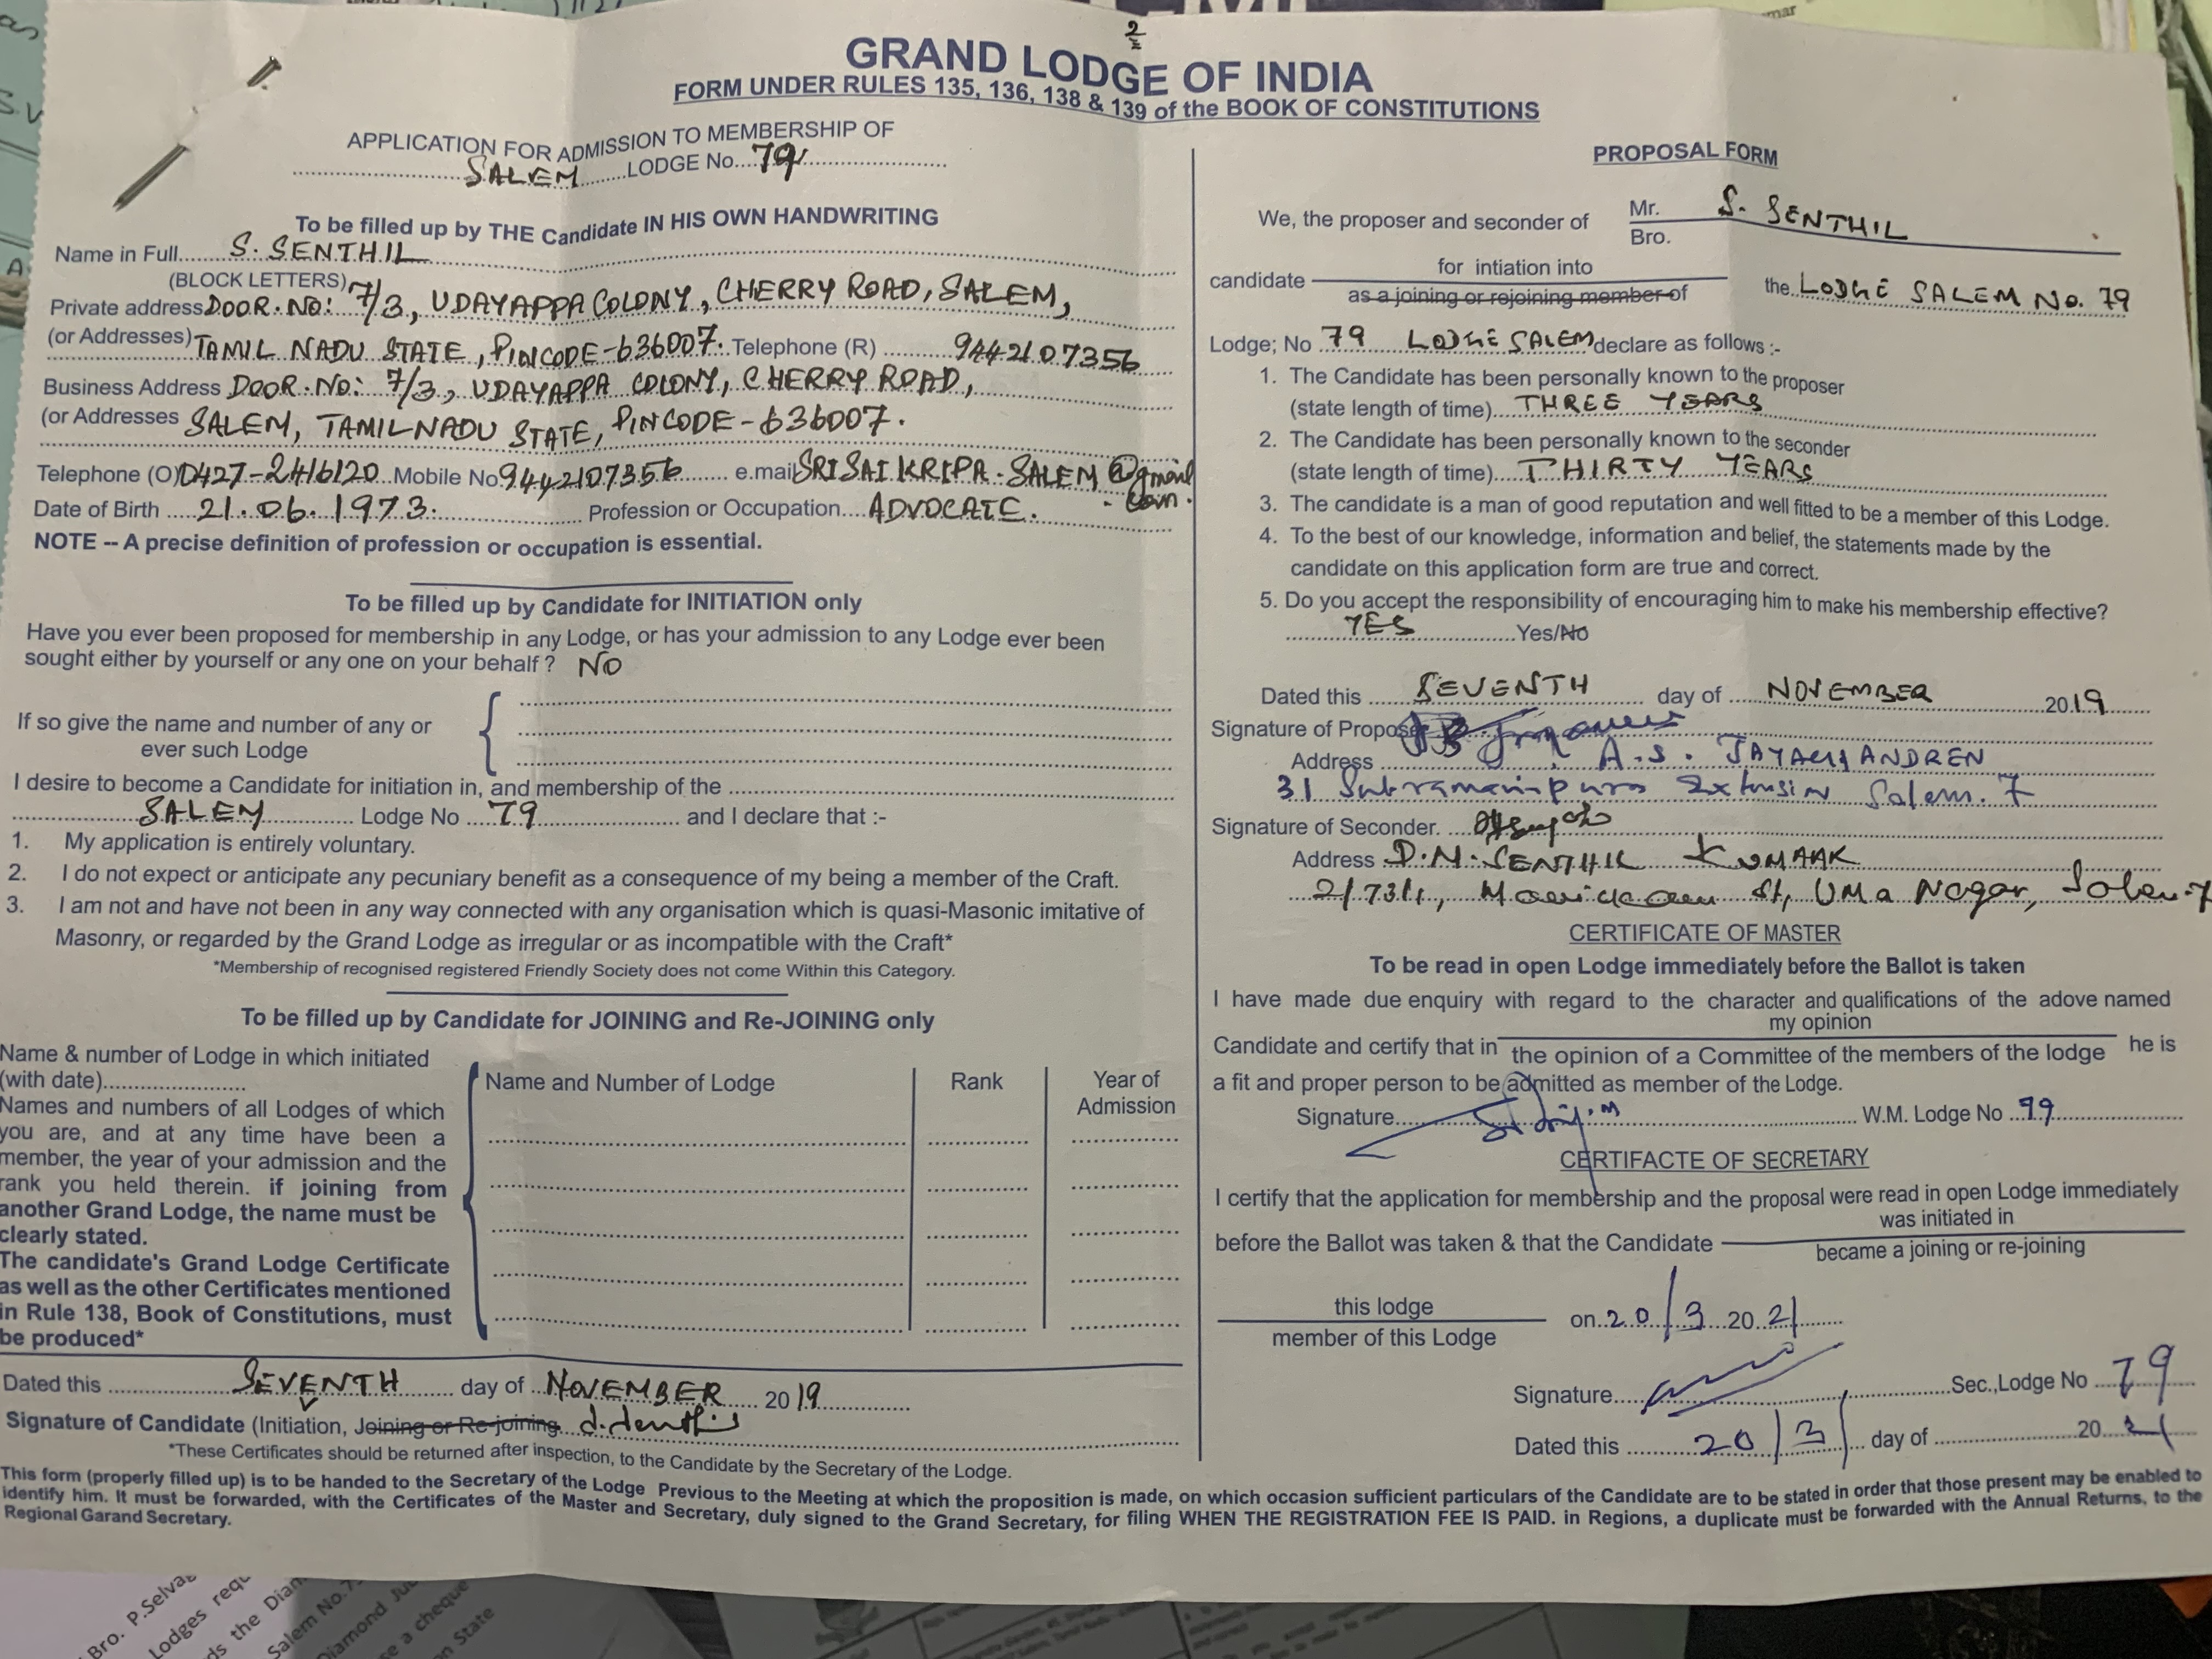 2
GRAND LODGE OF INDIA
FORM UNDER RULES 135, 136, 138 & 139 of the BOOK OF CONSTITUTIONS
APPLICATION FOR ADMISSION TO MEMBERSHIP OF
SALEM LODGE No. 79
To be filled up by THE Candidate IN HIS OWN HANDWRITING
Name in Full S. SENTHIL
(BLOCK LETTERS)
Private address DOOR.NO: 7/3, UDAYAPPA COLONY, CHERRY ROAD, SALEM,
(or Addresses) TAMIL NADU STATE, PINCODE-636007. Telephone (R) 9442107356
Business Address DOOR.NO: 7/3, UDAYAPPA COLONY, CHERRY ROAD,
(or Addresses SALEM, TAMILNADU STATE, PINCODE-636007.
Telephone (O) 0427-2416120 Mobile No 9442107356 e.mail SRISAIKRIPA.SALEM@gmail
.com.
Date of Birth 21.06.1973. Profession or Occupation ADVOCATE.
NOTE -- A precise definition of profession or occupation is essential.
To be filled up by Candidate for INITIATION only
Have you ever been proposed for membership in any Lodge, or has your admission to any Lodge ever been
sought either by yourself or any one on your behalf ? NO
If so give the name and number of any or
ever such Lodge
I desire to become a Candidate for initiation in, and membership of the
SALEM Lodge No 79 and I declare that :-
1. My application is entirely voluntary.
2. I do not expect or anticipate any pecuniary benefit as a consequence of my being a member of the Craft.
3. I am not and have not been in any way connected with any organisation which is quasi-Masonic imitative of
Masonry, or regarded by the Grand Lodge as irregular or as incompatible with the Craft*
*Membership of recognised registered Friendly Society does not come Within this Category.
To be filled up by Candidate for JOINING and Re-JOINING only
Name & number of Lodge in which initiated
(with date)
Names and numbers of all Lodges of which
you are, and at any time have been a
member, the year of your admission and the
rank you held therein. if joining from
another Grand Lodge, the name must be
clearly stated.
The candidate's Grand Lodge Certificate
as well as the other Certificates mentioned
in Rule 138, Book of Constitutions, must
be produced*
Name and Number of Lodge Rank Year of
Admission
Dated this SEVENTH day of NOVEMBER 2019
Signature of Candidate (Initiation, Joining or Re-joining
*These Certificates should be returned after inspection, to the Candidate by the Secretary of the Lodge.
PROPOSAL FORM
We, the proposer and seconder of Mr. S. SENTHIL
Bro.
candidate for intiation into
as a joining or rejoining member of the LODGE SALEM No. 79
Lodge; No 79 LODGE SALEM declare as follows :-
1. The Candidate has been personally known to the proposer
(state length of time) THREE YEARS
2. The Candidate has been personally known to the seconder
(state length of time) THIRTY YEARS
3. The candidate is a man of good reputation and well fitted to be a member of this Lodge.
4. To the best of our knowledge, information and belief, the statements made by the
candidate on this application form are true and correct.
5. Do you accept the responsibility of encouraging him to make his membership effective?
YES Yes/No
Dated this SEVENTH day of NOVEMBER 2019
Signature of Proposer
Address A.S. JAYACHANDREN
31 Extension Salem. 7
Signature of Seconder.
Address D.N. SENTHIL KUMAAR
St, UMa Nagar, Salem-7
CERTIFICATE OF MASTER
To be read in open Lodge immediately before the Ballot is taken
I have made due enquiry with regard to the character and qualifications of the adove named
my opinion
Candidate and certify that in the opinion of a Committee of the members of the lodge he is
a fit and proper person to be admitted as member of the Lodge.
Signature W.M. Lodge No 79
CERTIFACTE OF SECRETARY
I certify that the application for membership and the proposal were read in open Lodge immediately
was initiated in
before the Ballot was taken & that the Candidate became a joining or re-joining
this lodge
member of this Lodge on 20/3 2021
Signature Sec.,Lodge No 79
Dated this 20/3/ day of 2021
This form (properly filled up) is to be handed to the Secretary of the Lodge Previous to the Meeting at which the proposition is made, on which occasion sufficient particulars of the Candidate are to be stated in order that those present may be enabled to
identify him. It must be forwarded, with the Certificates of the Master and Secretary, duly signed to the Grand Secretary, for filing WHEN THE REGISTRATION FEE IS PAID. in Regions, a duplicate must be forwarded with the Annual Returns, to the
Regional Garand Secretary.
Bro. P.Selva
Lodges requ
ds the Dian
Salem No.7
Diamond Ju
e a cheque
n State